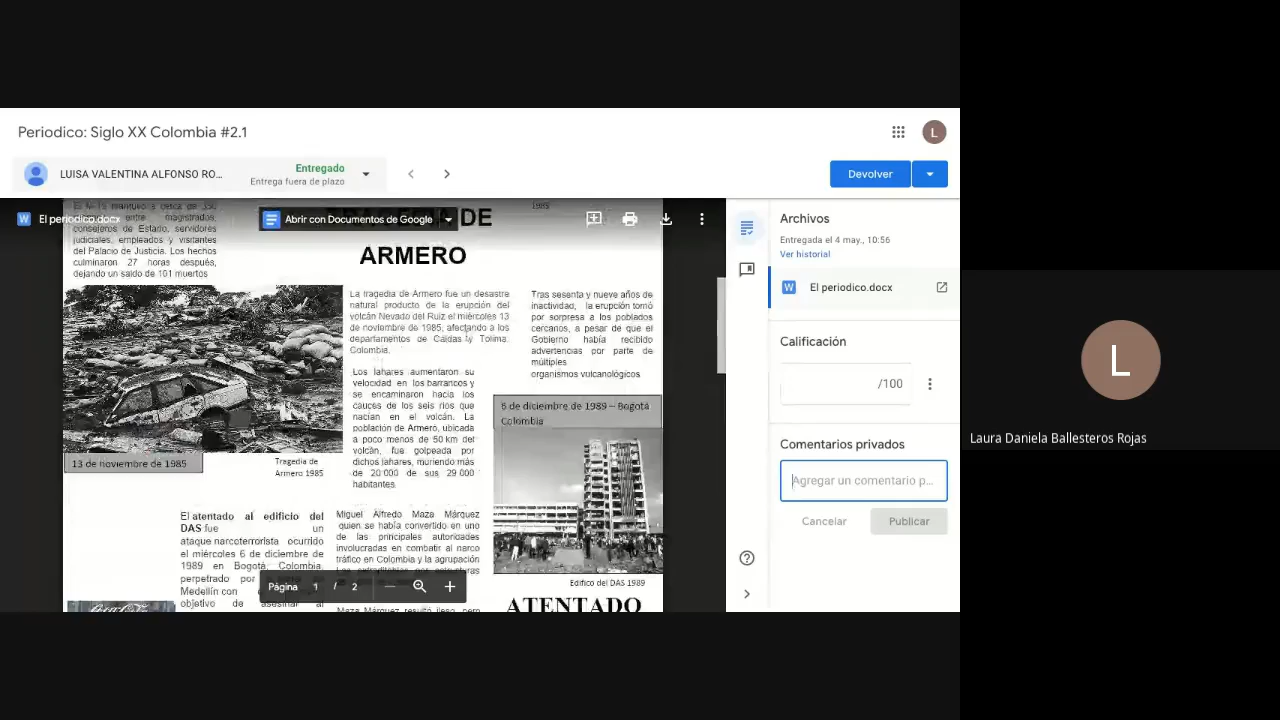 Periodico: Siglo XX Colombia #2.1
L
LUISA VALENTINA ALFONSO RO...
Entregado
Entrega fuera de plazo
Devolver
El periodico.docx
Abrir con Documentos de Google
DE
ARMERO
1985
entre magistrados,
consejeros de Estado, servidores
judiciales, empleados y visitantes
del Palacio de Justicia. Los hechos
culminaron 27 horas después,
dejando un saldo de 101 muertos
La tragedia de Armero fue un desastre
natural producto de la erupción del
volcán Nevado del Ruiz el miércoles 13
de noviembre de 1985, afectando a los
departamentos de Caldas y Tolima.
Colombia.
Los lahares aumentaron su
velocidad en los barrancos y
se encaminaron hacia los
cauces de los seis ríos que
nacían en el volcán. La
población de Armero, ubicada
a poco menos de 50 km del
volcán, fue golpeada por
dichos lahares, muriendo más
de 20 000 de sus 29 000
habitantes.
Tras sesenta y nueve años de
inactividad, la erupción tomó
por sorpresa a los poblados
cercanos, a pesar de que el
Gobierno había recibido
advertencias por parte de
múltiples
organismos vulcanológicos
6 de diciembre de 1989 – Bogotá
Colombia
13 de noviembre de 1985
Tragedia de
Armero 1985
El atentado al edificio del
DAS fue un
ataque narcoterrorista ocurrido
el miércoles 6 de diciembre de
1989 en Bogotá, Colombia,
perpetrado por
Medellín con
objetivo de asesinar al
Miguel Alfredo Maza Márquez
quien se había convertido en uno
de las principales autoridades
involucradas en combatir al narco
tráfico en Colombia y la agrupación
Maza Márquez resultó ileso, pero
Edifico del DAS 1989
ATENTADO
Página 1 / 2
Archivos
Entregada el 4 may., 10:56
Ver historial
El periodico.docx
Calificación
/100
Comentarios privados
Agregar un comentario p...
Cancelar
Publicar
L
Laura Daniela Ballesteros Rojas